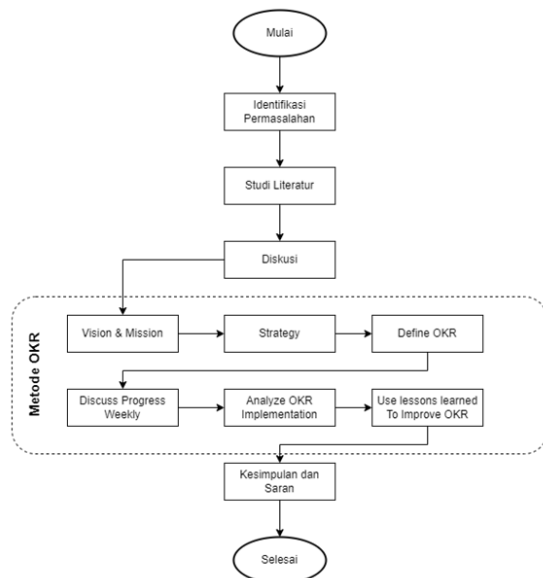 Mulai
Identifikasi
Permasalahan
Studi Literatur
Diskusi
Metode OKR
Vision & Mission
Strategy
Define OKR
Discuss Progress
Weekly
Analyze OKR
Implementation
Use lessons learned
To Improve OKR
Kesimpulan dan
Saran
Selesai